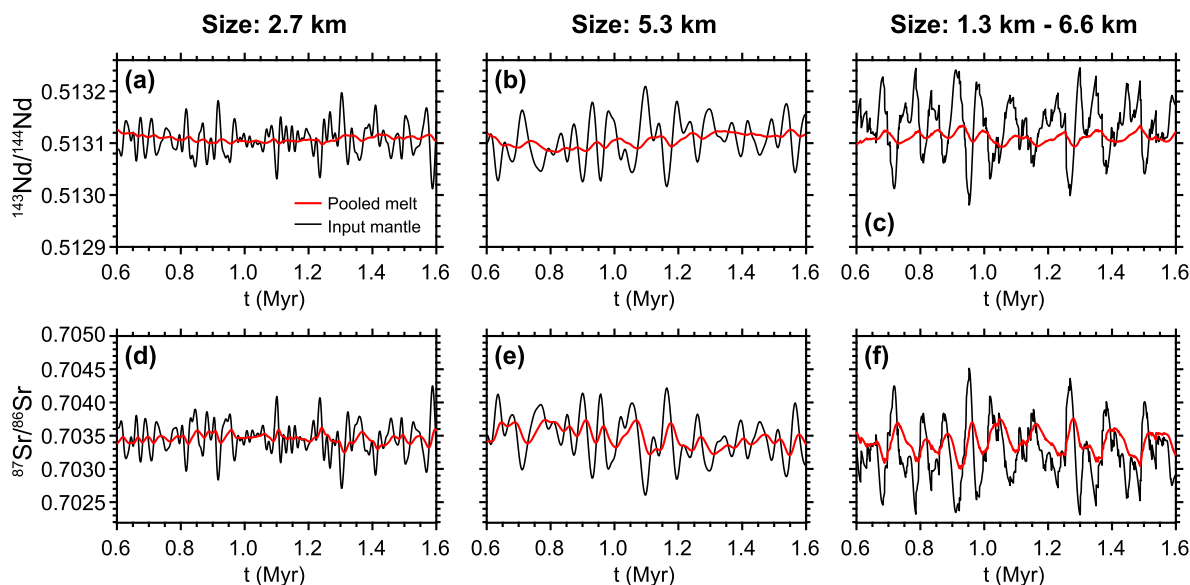 Size: 2.7 km Size: 5.3 km Size: 1.3 km - 6.6 km
(a) (b) (c)
¹⁴³Nd/¹⁴⁴Nd
0.5132
0.5131
0.5130
0.5129
Pooled melt
Input mantle
0.6 0.8 1.0 1.2 1.4 1.6 0.6 0.8 1.0 1.2 1.4 1.6 0.6 0.8 1.0 1.2 1.4 1.6
t (Myr) t (Myr) t (Myr)
(d) (e) (f)
⁸⁷Sr/⁸⁶Sr
0.7050
0.7045
0.7040
0.7035
0.7030
0.7025
0.6 0.8 1.0 1.2 1.4 1.6 0.6 0.8 1.0 1.2 1.4 1.6 0.6 0.8 1.0 1.2 1.4 1.6
t (Myr) t (Myr) t (Myr)